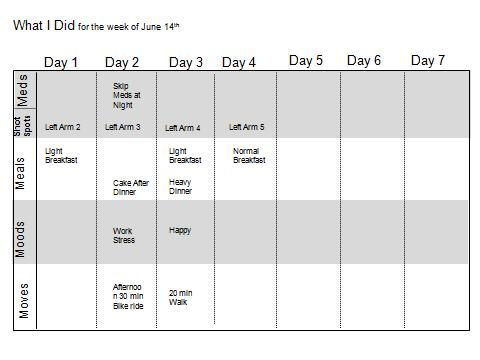 What I Did for the week of June 14th
Day 1 Day 2 Day 3 Day 4 Day 5 Day 6 Day 7
Meds
Skip
Meds at
Night
Shot
Spots
Left Arm 2 Left Arm 3 Left Arm 4 Left Arm 5
Meals
Light Light Normal
Breakfast Breakfast Breakfast
Cake After Heavy
Dinner Dinner
Moods
Work Happy
Stress
Moves
Afternoo 20 min
n 30 min Walk
Bike ride